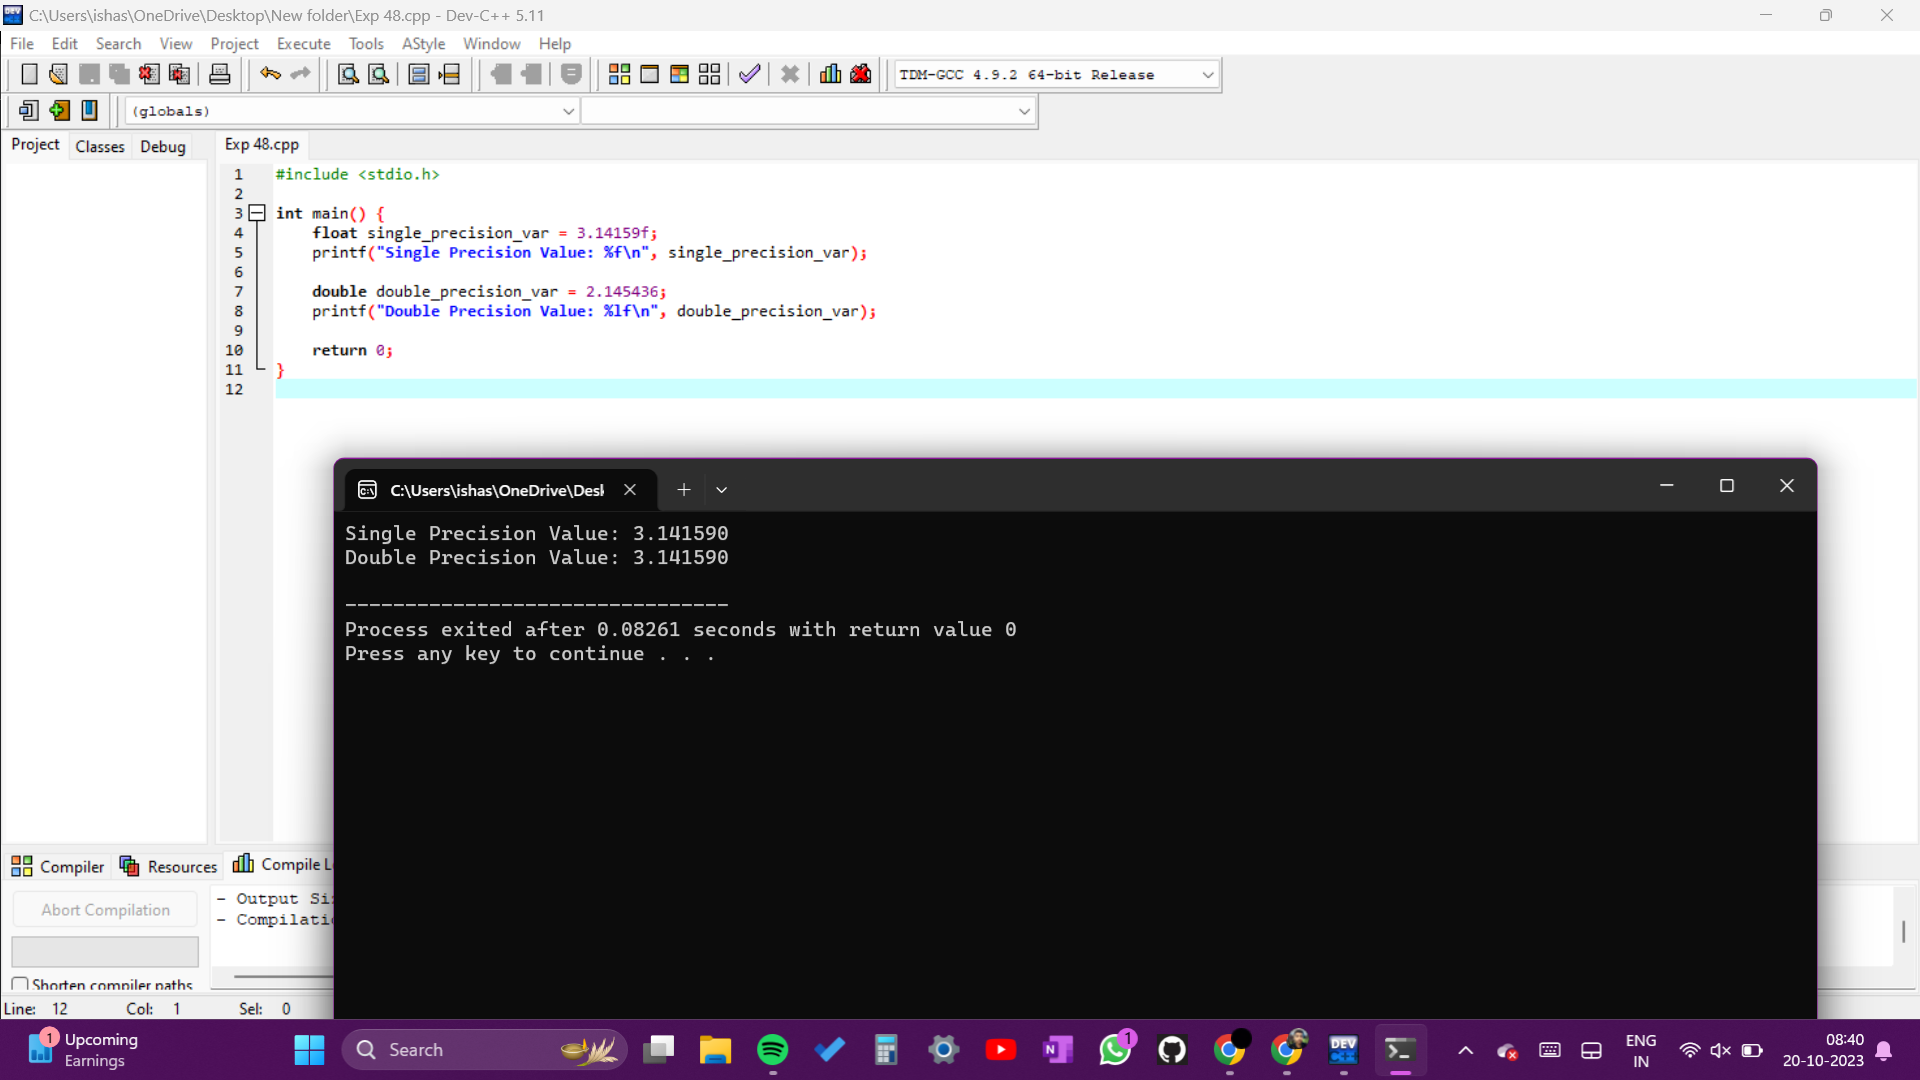 C:\Users\ishas\OneDrive\Desktop\New folder\Exp 48.cpp - Dev-C++ 5.11
File Edit Search View Project Execute Tools AStyle Window Help
TDM-GCC 4.9.2 64-bit Release
(globals)
Project Classes Debug Exp 48.cpp
1 #include <stdio.h>
2
3 int main() {
4 float single_precision_var = 3.14159f;
5 printf("Single Precision Value: %f\n", single_precision_var);
6
7 double double_precision_var = 2.145436;
8 printf("Double Precision Value: %lf\n", double_precision_var);
9
10 return 0;
11 }
12
C:\Users\ishas\OneDrive\Desk
Single Precision Value: 3.141590
Double Precision Value: 3.141590
--------------------------------
Process exited after 0.08261 seconds with return value 0
Press any key to continue . . .
Compiler Resources Compile L
Abort Compilation
- Output Si
- Compilati
Shorten compiler paths
Line: 12 Col: 1 Sel: 0
1
Upcoming
Earnings
Search
1
DEV
C++
ENG
IN
08:40
20-10-2023